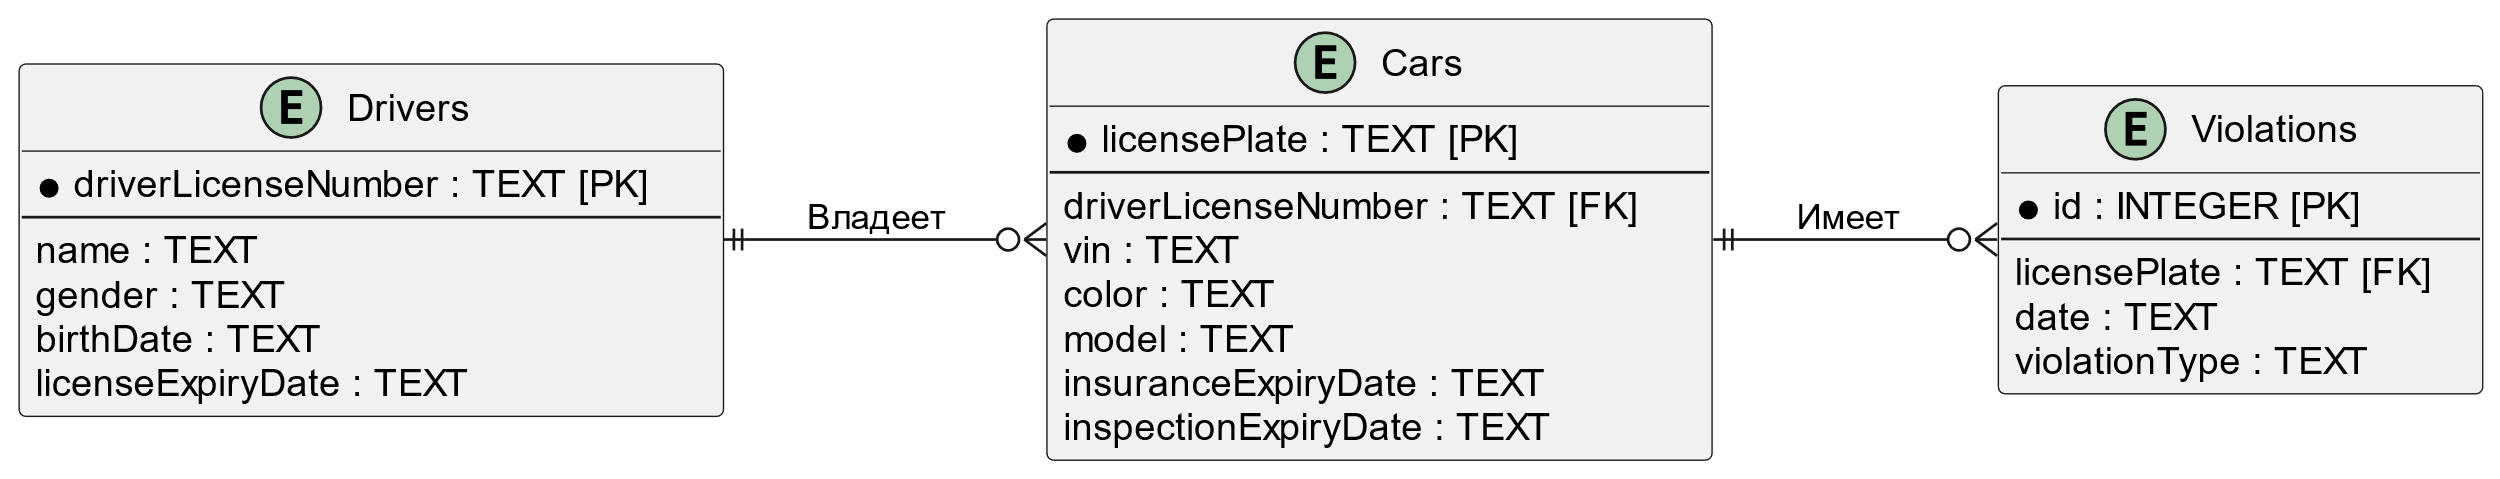 E Drivers
driverLicenseNumber : TEXT [PK]
name : TEXT
gender : TEXT
birthDate : TEXT
licenseExpiryDate : TEXT
Владеет
E Cars
licensePlate : TEXT [PK]
driverLicenseNumber : TEXT [FK]
vin : TEXT
color : TEXT
model : TEXT
insuranceExpiryDate : TEXT
inspectionExpiryDate : TEXT
Имеет
E Violations
id : INTEGER [PK]
licensePlate : TEXT [FK]
date : TEXT
violationType : TEXT